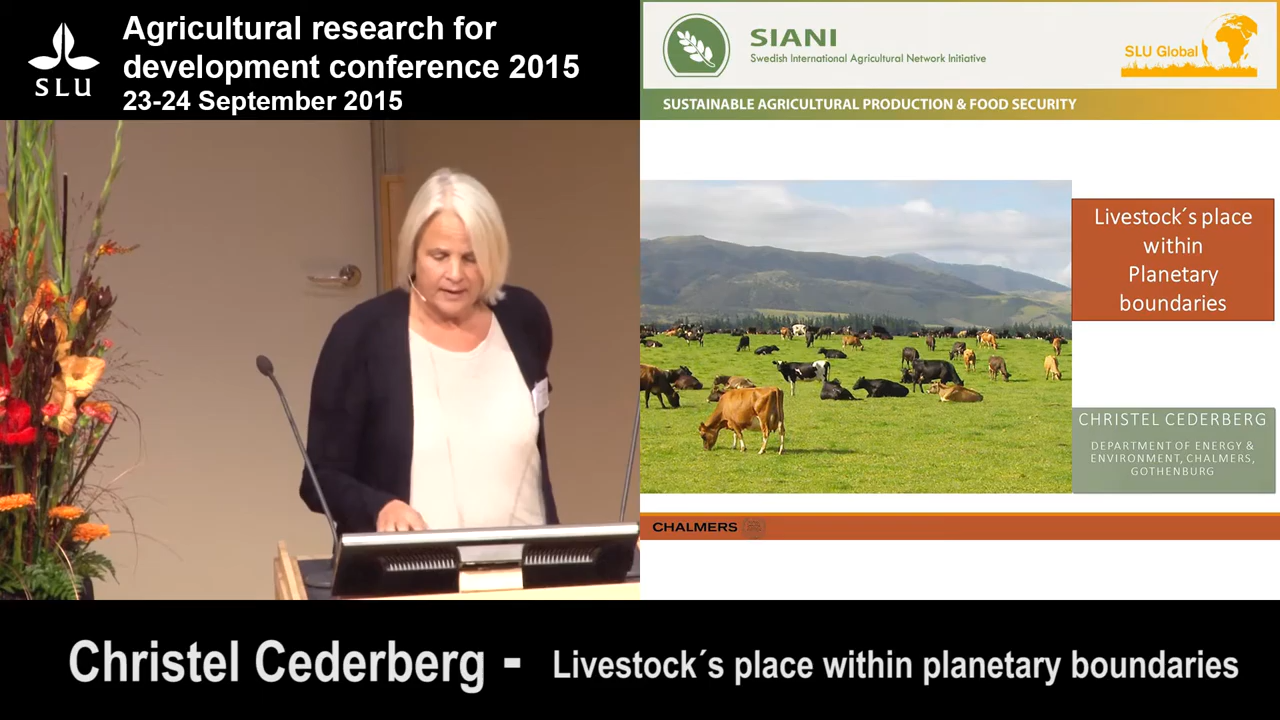 SLU
Agricultural research for
development conference 2015
23-24 September 2015
SIANI
Swedish International Agricultural Network Initiative
SLU Global
SUSTAINABLE AGRICULTURAL PRODUCTION & FOOD SECURITY
Livestock´s place
within
Planetary
boundaries
CHRISTEL CEDERBERG
DEPARTMENT OF ENERGY &
ENVIRONMENT, CHALMERS,
GOTHENBURG
CHALMERS
Christel Cederberg - Livestock´s place within planetary boundaries